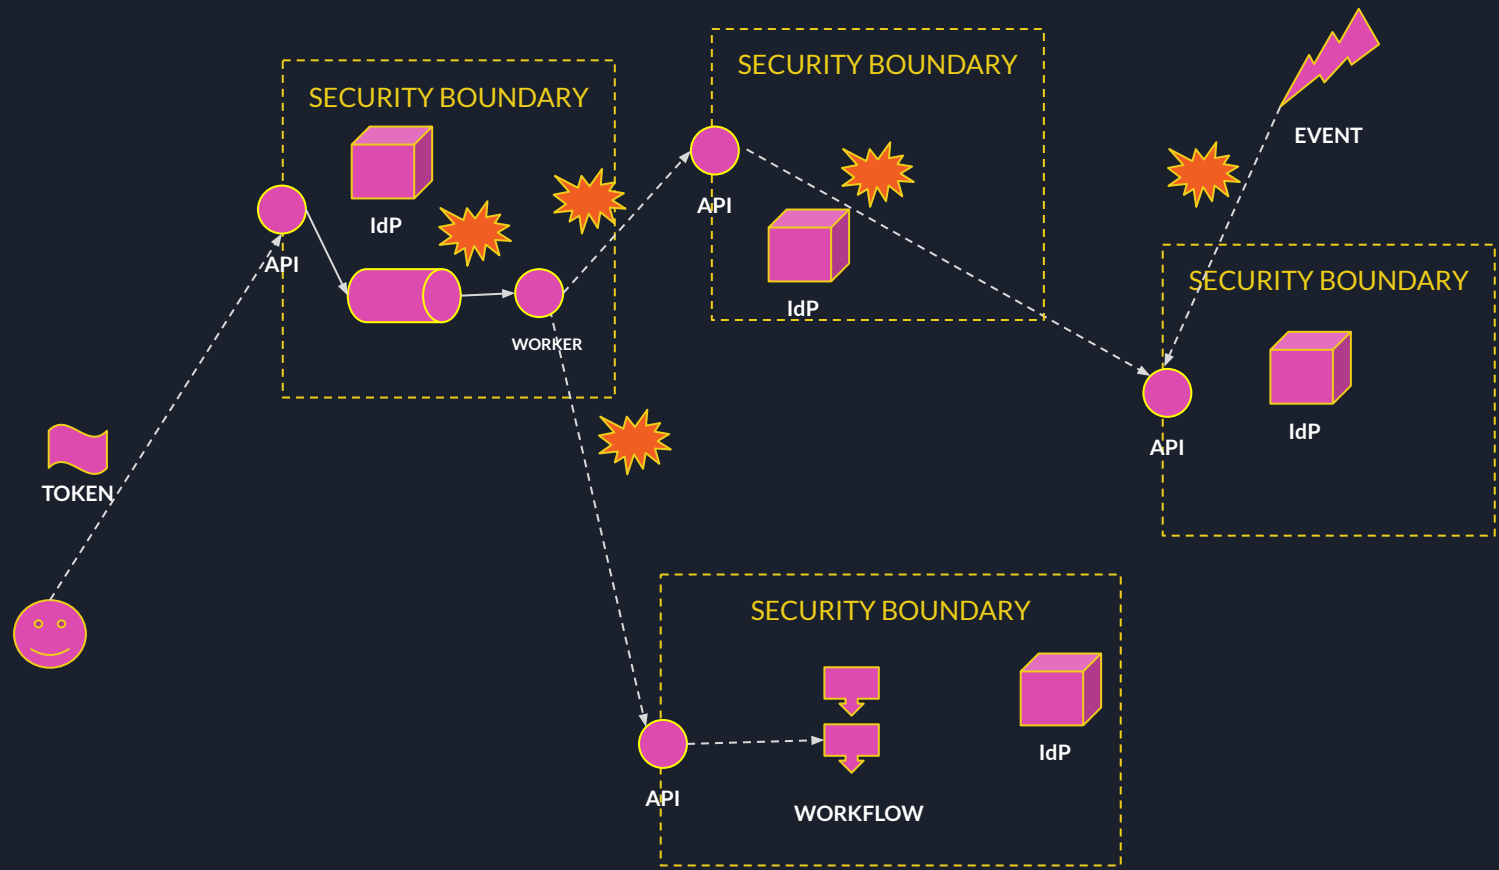 SECURITY BOUNDARY
IdP
API
WORKER
SECURITY BOUNDARY
API
IdP
EVENT
SECURITY BOUNDARY
IdP
API
TOKEN
SECURITY BOUNDARY
IdP
API
WORKFLOW